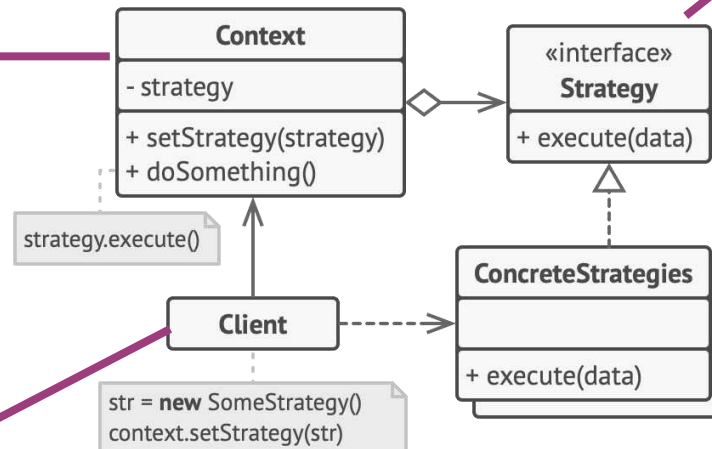 Context
- strategy
+ setStrategy(strategy)
+ doSomething()
«interface»
Strategy
+ execute(data)
strategy.execute()
Client
ConcreteStrategies
+ execute(data)
str = new SomeStrategy()
context.setStrategy(str)